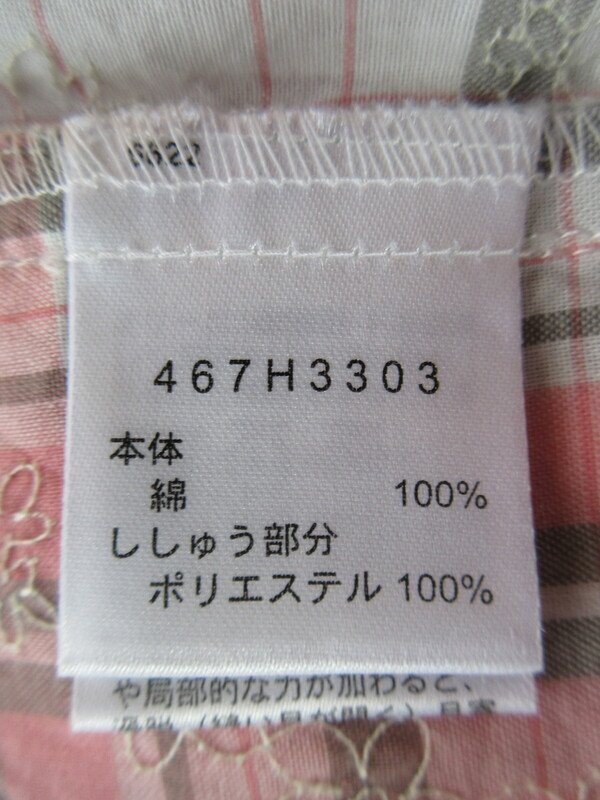 467H3303
本体
綿 100%
ししゅう部分
ポリエステル 100%
や局部的な力が加わると、